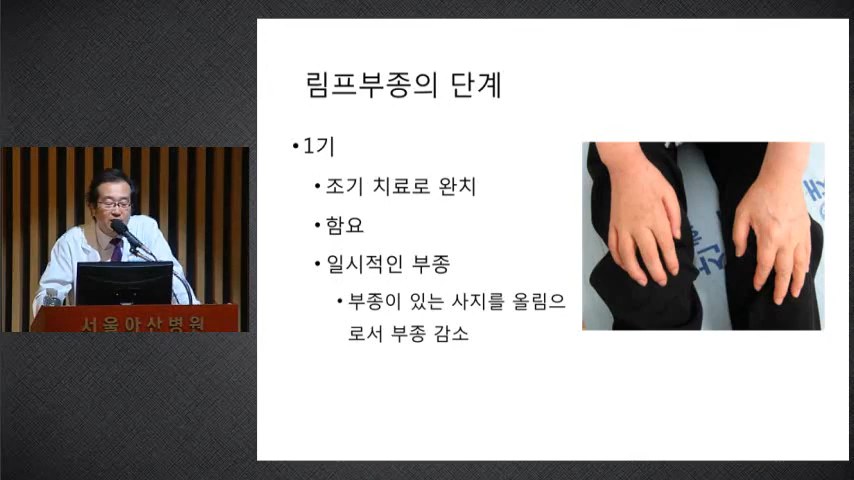 림프부종의 단계
•1기
•조기 치료로 완치
•함요
•일시적인 부종
•부종이 있는 사지를 올림으
로서 부종 감소
서울아산병원